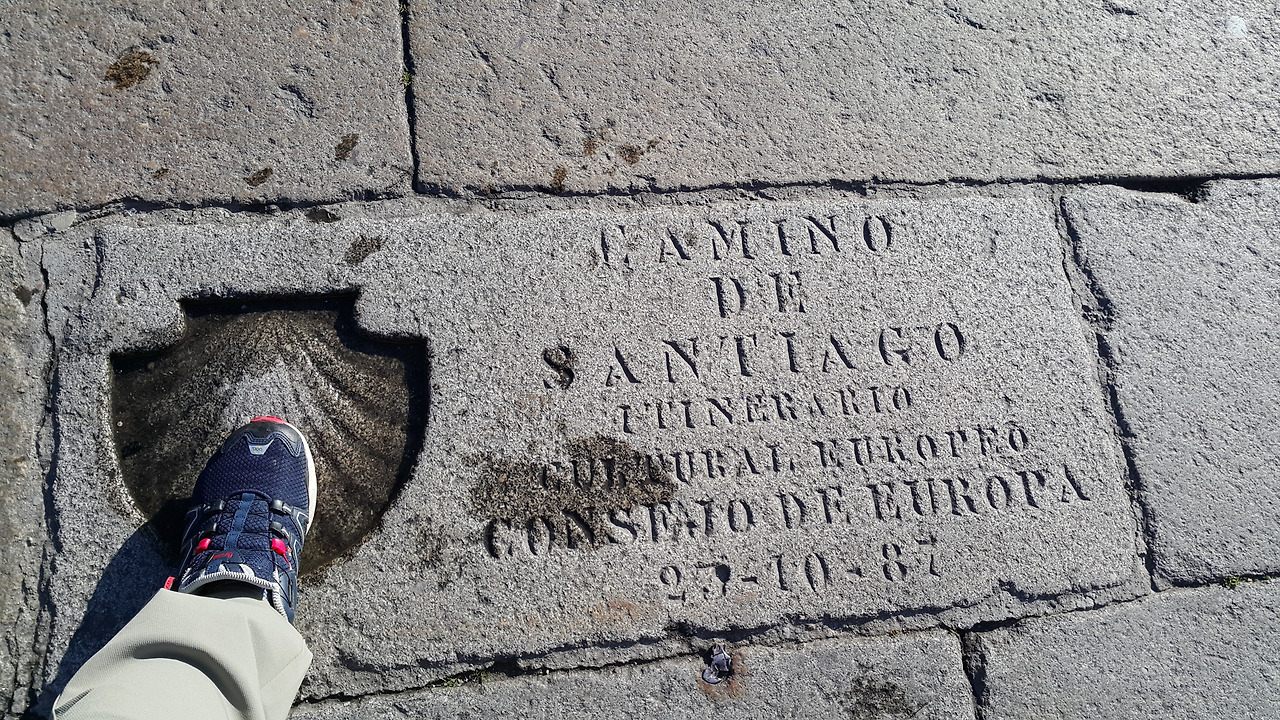 CAMINO
DE
SANTIAGO
ITINERARIO
CULTURAL EUROPEO
CONSEJO DE EUROPA
23-10-87